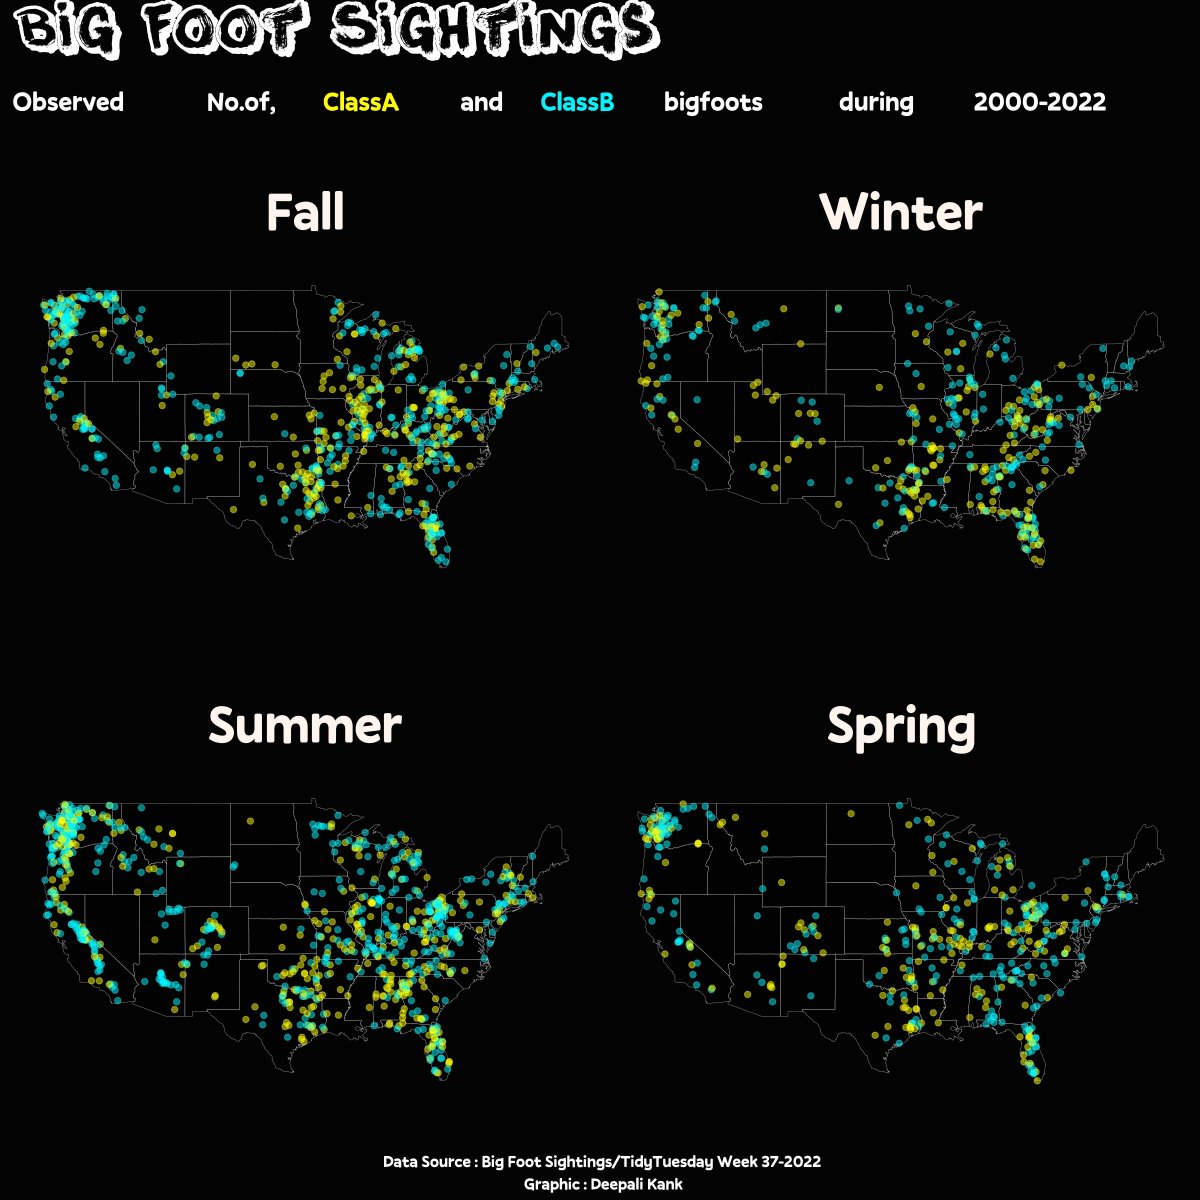 BiG FOOT SiGHTiNGS
Observed No.of, ClassA and ClassB bigfoots during 2000-2022
Fall
Winter
Summer
Spring
Data Source : Big Foot Sightings/TidyTuesday Week 37-2022
Graphic : Deepali Kank